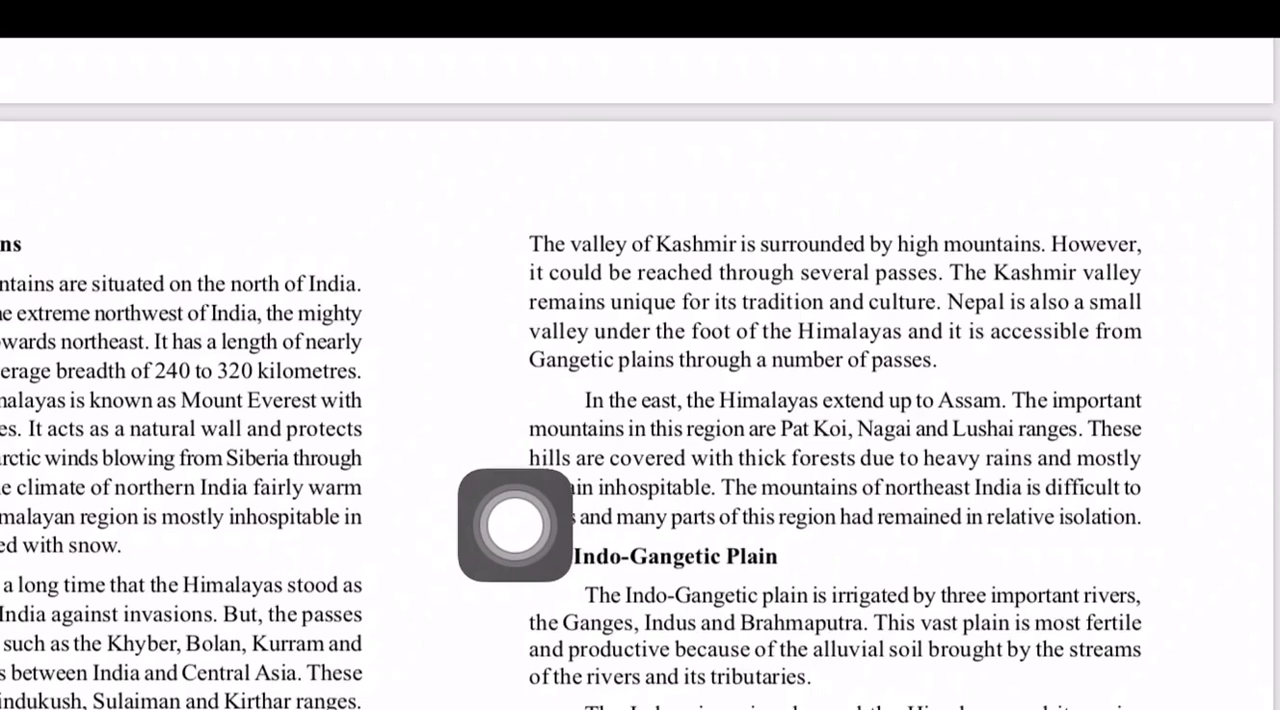 ns
ntains are situated on the north of India.
e extreme northwest of India, the mighty
wards northeast. It has a length of nearly
erage breadth of 240 to 320 kilometres.
nalayas is known as Mount Everest with
es. It acts as a natural wall and protects
rctic winds blowing from Siberia through
e climate of northern India fairly warm
malayan region is mostly inhospitable in
ed with snow.
a long time that the Himalayas stood as
India against invasions. But, the passes
such as the Khyber, Bolan, Kurram and
s between India and Central Asia. These
indukush, Sulaiman and Kirthar ranges.
The valley of Kashmir is surrounded by high mountains. However,
it could be reached through several passes. The Kashmir valley
remains unique for its tradition and culture. Nepal is also a small
valley under the foot of the Himalayas and it is accessible from
Gangetic plains through a number of passes.
In the east, the Himalayas extend up to Assam. The important
mountains in this region are Pat Koi, Nagai and Lushai ranges. These
hills are covered with thick forests due to heavy rains and mostly
in inhospitable. The mountains of northeast India is difficult to
s and many parts of this region had remained in relative isolation.
Indo-Gangetic Plain
The Indo-Gangetic plain is irrigated by three important rivers,
the Ganges, Indus and Brahmaputra. This vast plain is most fertile
and productive because of the alluvial soil brought by the streams
of the rivers and its tributaries.